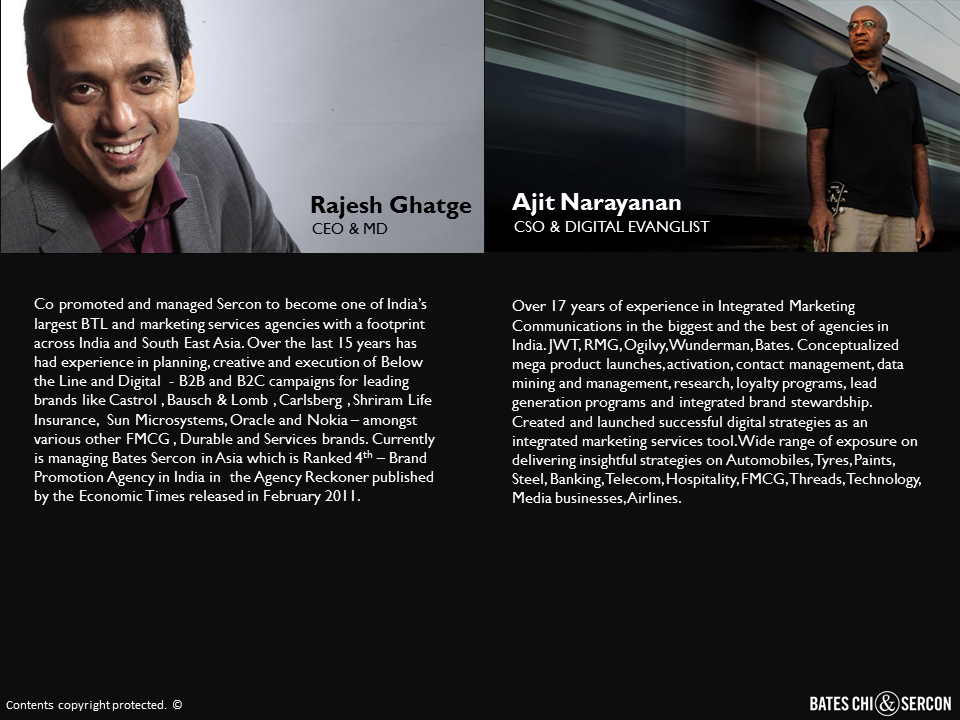 Rajesh Ghatge
CEO & MD
Co promoted and managed Sercon to become one of India's
largest BTL and marketing services agencies with a footprint
across India and South East Asia. Over the last 15 years has
had experience in planning, creative and execution of Below
the Line and Digital - B2B and B2C campaigns for leading
brands like Castrol , Bausch & Lomb , Carlsberg , Shriram Life
Insurance, Sun Microsystems, Oracle and Nokia – amongst
various other FMCG , Durable and Services brands. Currently
is managing Bates Sercon in Asia which is Ranked 4th – Brand
Promotion Agency in India in the Agency Reckoner published
by the Economic Times released in February 2011.
Ajit Narayanan
CSO & DIGITAL EVANGLIST
Over 17 years of experience in Integrated Marketing
Communications in the biggest and the best of agencies in
India. JWT, RMG, Ogilvy, Wunderman, Bates. Conceptualized
mega product launches, activation, contact management, data
mining and management, research, loyalty programs, lead
generation programs and integrated brand stewardship.
Created and launched successful digital strategies as an
integrated marketing services tool. Wide range of exposure on
delivering insightful strategies on Automobiles, Tyres, Paints,
Steel, Banking, Telecom, Hospitality, FMCG, Threads, Technology,
Media businesses, Airlines.
Contents copyright protected. ©
BATES CHI & SERCON